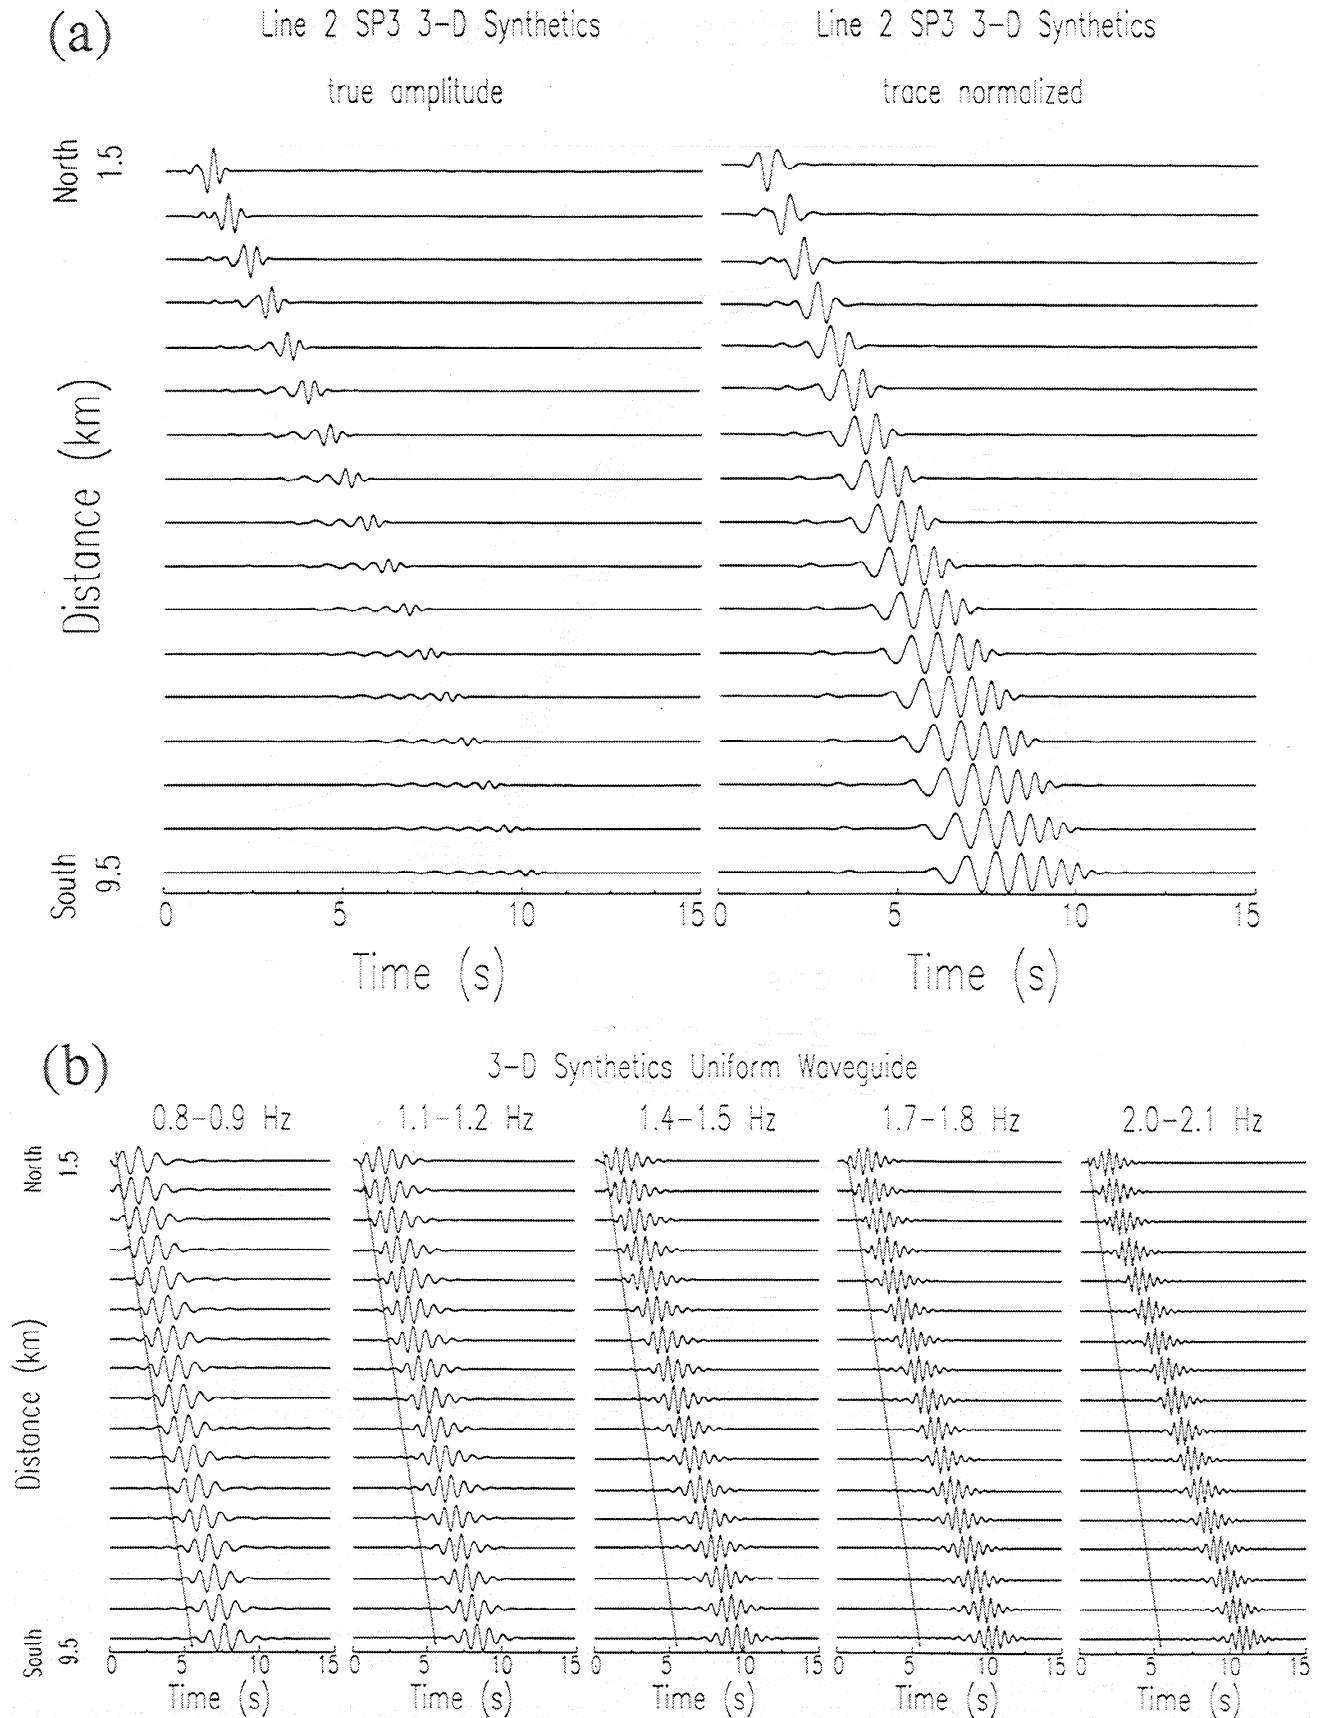 (a)
Line 2 SP3 3-D Synthetics
true amplitude
Line 2 SP3 3-D Synthetics
trace normalized
North
1.5
Distance (km)
South
9.5
0 5 10 15
0 5 10 15
Time (s)
Time (s)
(b)
3-D Synthetics Uniform Waveguide
0.8-0.9 Hz
1.1-1.2 Hz
1.4-1.5 Hz
1.7-1.8 Hz
2.0-2.1 Hz
North
1.5
Distance (km)
South
9.5
0 5 10 15
0 5 10 15
0 5 10 15
0 5 10 15
0 5 10 15
Time (s)
Time (s)
Time (s)
Time (s)
Time (s)